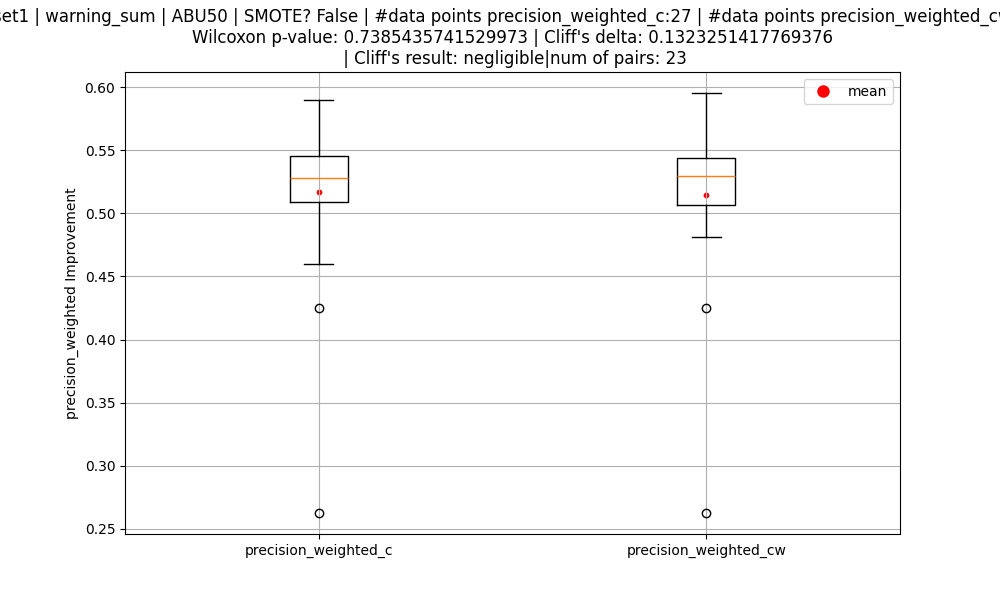 set1 | warning_sum | ABU50 | SMOTE? False | #data points precision_weighted_c:27 | #data points
Wilcoxon p-value: 0.7385435741529973 | Cliff's delta: 0.1323251417769376
| Cliff's result: negligible|num of pairs: 23
mean
0.60
0.55
0.50
0.45
0.40
0.35
0.30
0.25
precision_weighted Improvement
precision_weighted_c
precision_weighted_cw